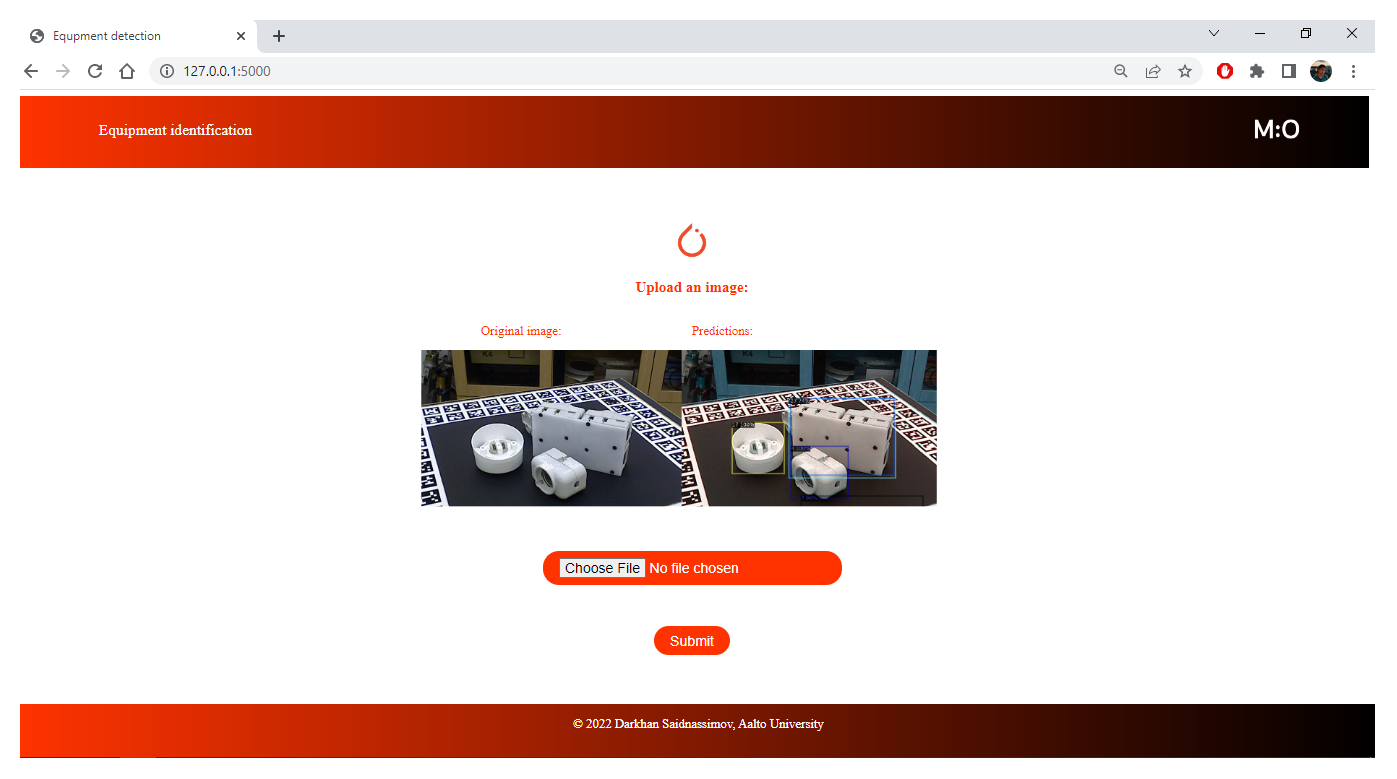 Equpment detection
127.0.0.1:5000
Equipment identification
M:O
Upload an image:
Original image:
Predictions:
Choose File No file chosen
Submit
© 2022 Darkhan Saidnassimov, Aalto University